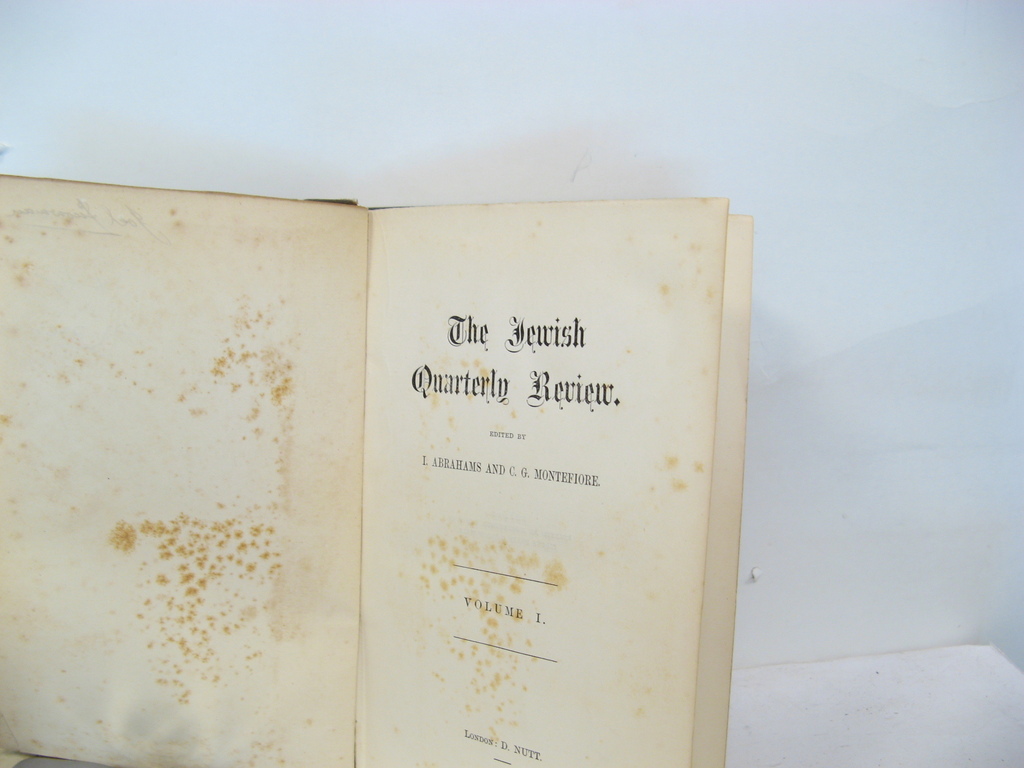 The Jewish
Quarterly Review.
EDITED BY
I. ABRAHAMS AND C. G. MONTEFIORE.
VOLUME I.
LONDON: D. NUTT.